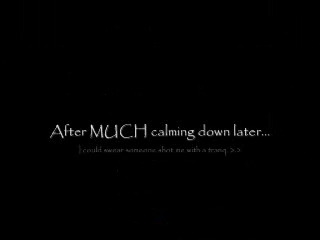 After MUCH calming down later...
I could swear someone shot me with a tranq. >.>